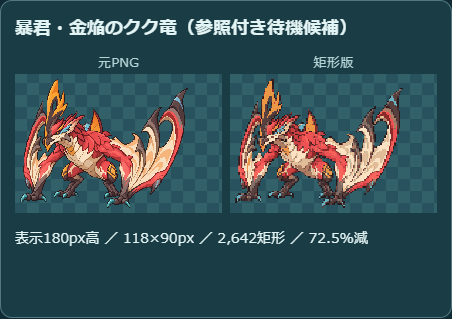 暴君・金焔のクク竜（参照付き待機候補）
元PNG
矩形版
表示180px高 ／ 118×90px ／ 2,642矩形 ／ 72.5%減